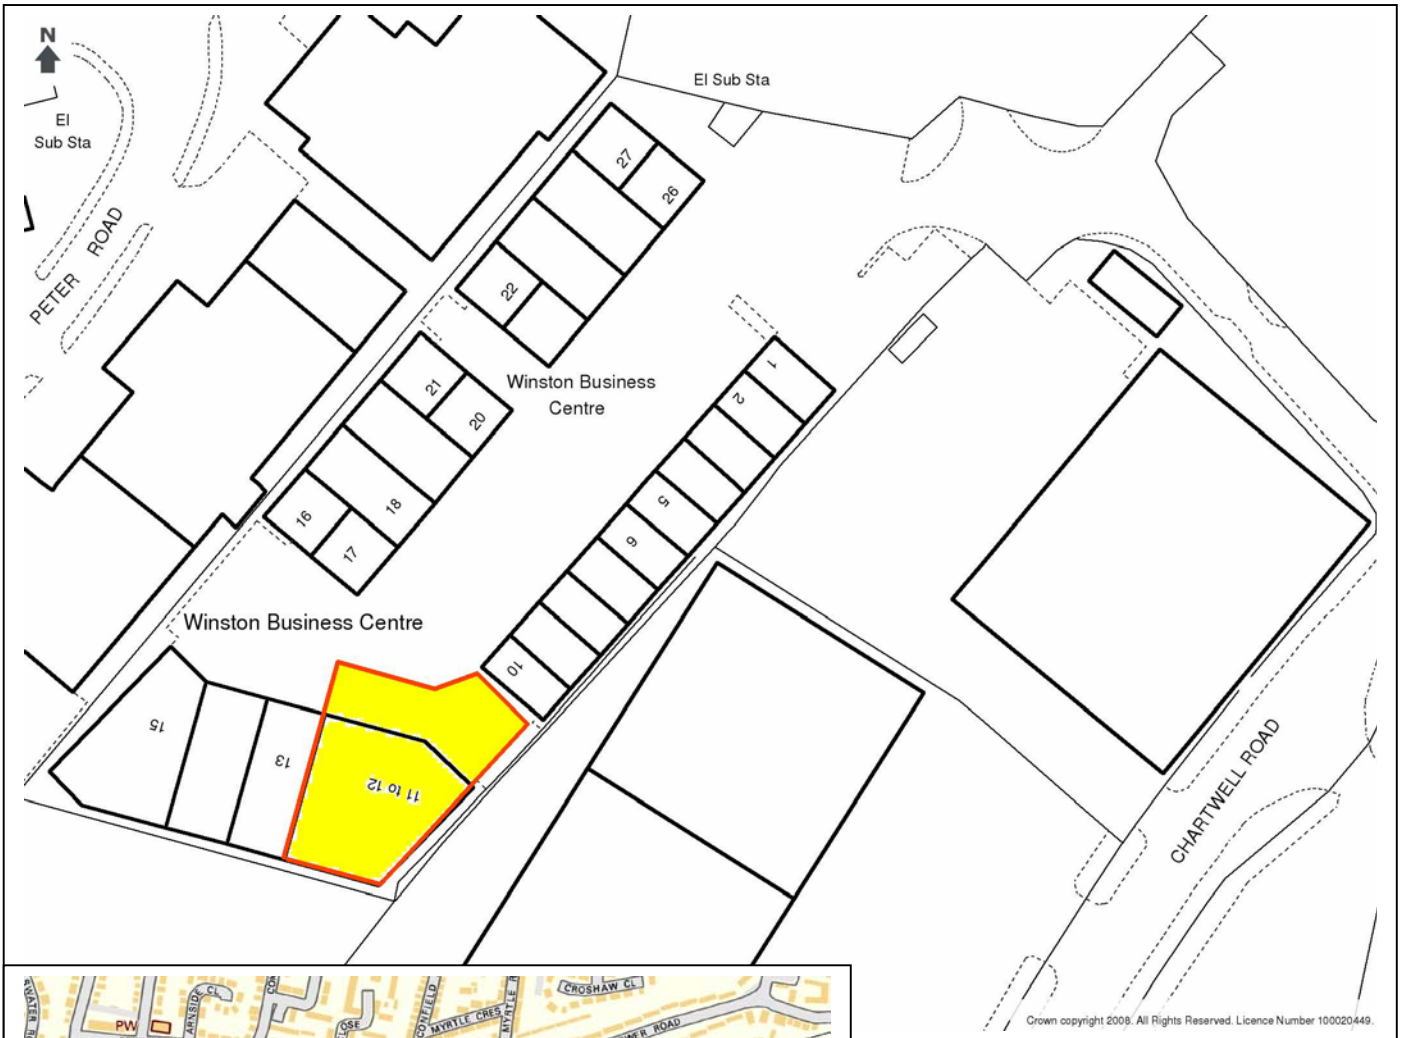 N
El
Sub Sta
PETER ROAD
El Sub Sta
27
26
22
21
20
18
16
17
Winston Business
Centre
1
2
5
6
10
Winston Business Centre
15
13
11 to 12
CHARTWELL ROAD
Crown copyright 2008. All Rights Reserved. Licence Number 100020449.
ARNSIDE CL
PW
MYRTLE CRES
CROSHAW CL
ROAD